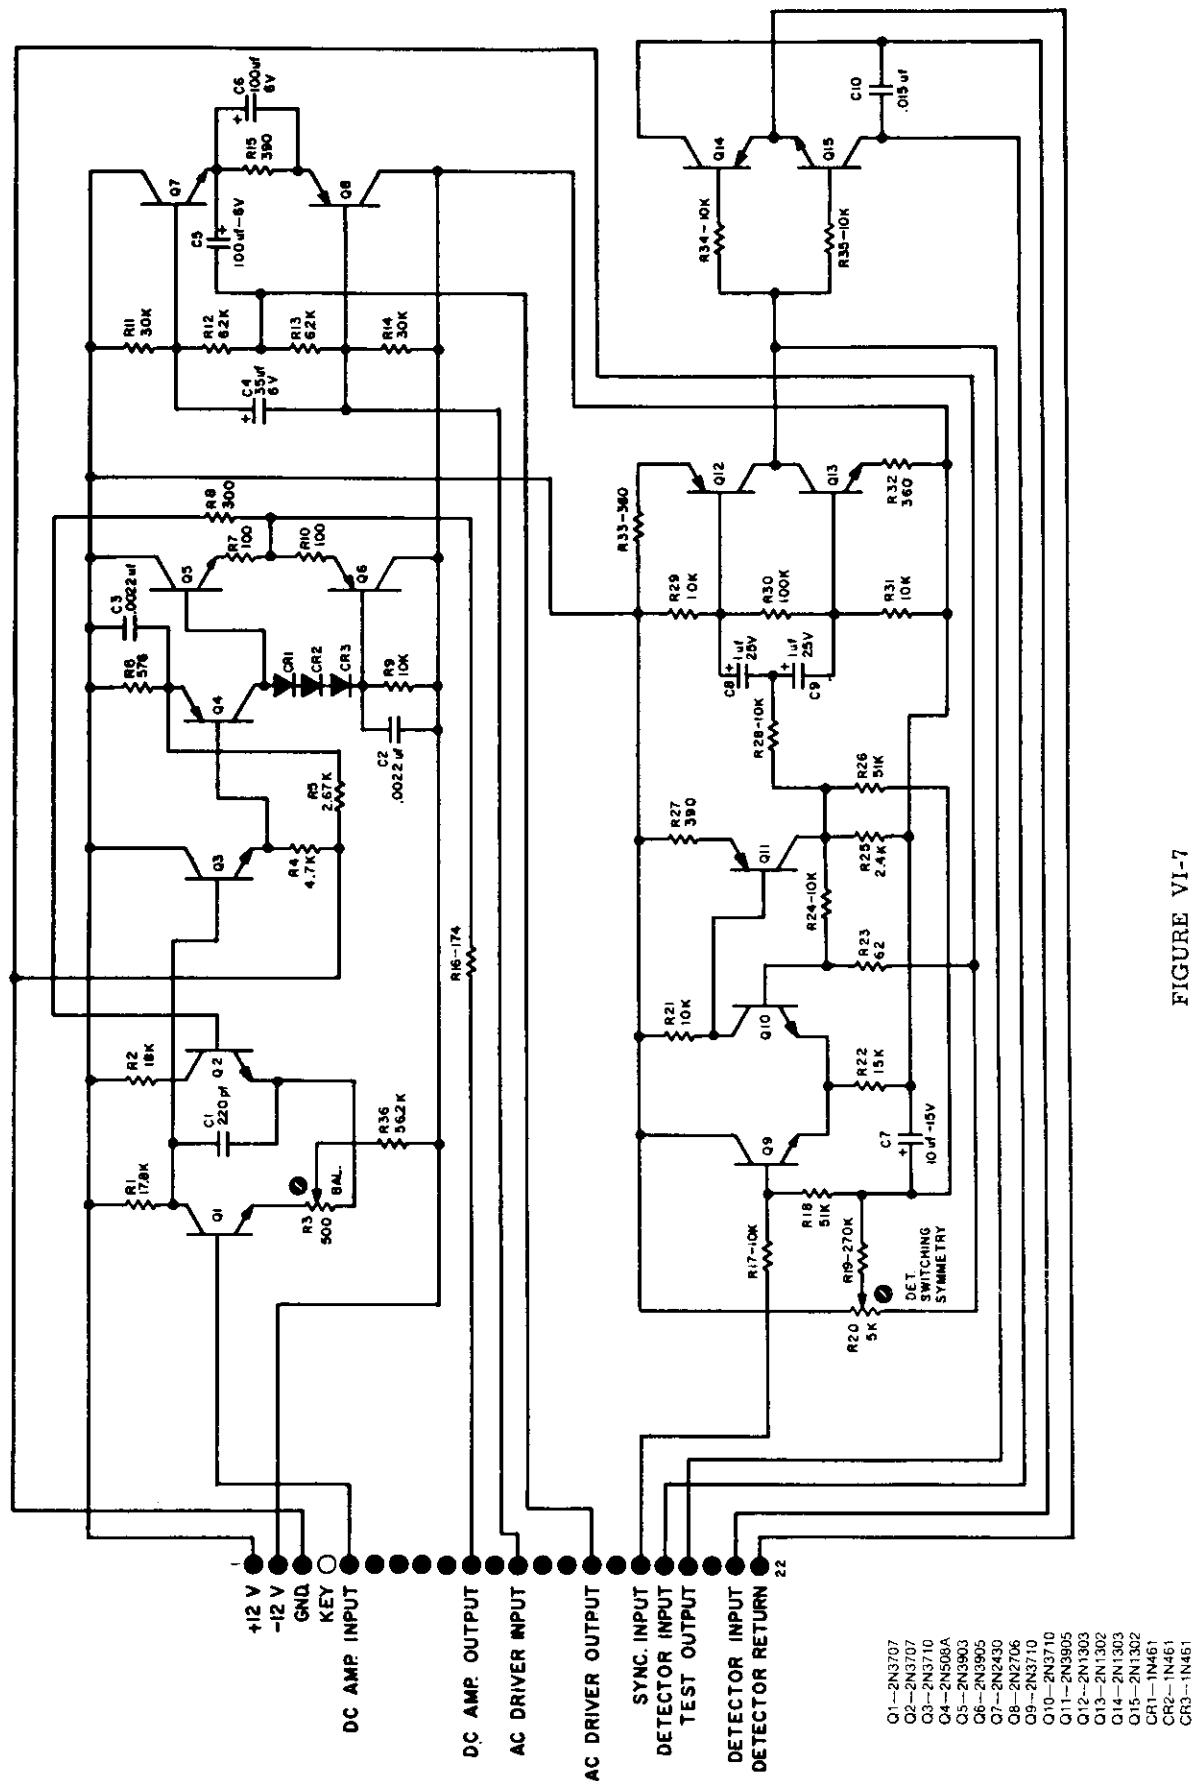 +12 V
-12 V
GND.
KEY
DC AMP. INPUT
DC AMP. OUTPUT
AC DRIVER INPUT
AC DRIVER OUTPUT
SYNC. INPUT
DETECTOR INPUT
TEST OUTPUT
DETECTOR INPUT
DETECTOR RETURN
1
22
R1
17.8K
Q1
R3
500
BAL.
C1
220 pf
R2
18K
Q2
R36
56.2K
Q3
R4
4.7K
R5
2.67K
R6
576
C3
.0022 uf
Q4
CR1
CR2
CR3
C2
.0022 uf
R9
10K
Q5
R7
100
R8
300
R10
100
Q6
R16-174
R11
30K
R12
6.2K
R13
6.2K
R14
30K
C4
35uf
6V
C5
100uf-6V
Q7
C6
100uf
6V
R15
390
Q8
R17-10K
R18
51K
R19-270K
R20
5K
DET.
SWITCHING
SYMMETRY
Q9
C7
10 uf -15V
R21
10K
Q10
R22
15K
R23
62
R24-10K
R27
390
Q11
R25
2.4K
R26
51K
R28-10K
C8
1uf
25V
C9
1uf
25V
R29
10K
R30
100K
R31
10K
R33-360
Q12
Q13
R32
360
R34-10K
R35-10K
Q14
Q15
C10
.015 uf
Q1—2N3707
Q2—2N3707
Q3—2N3710
Q4—2N508A
Q5—2N3903
Q6—2N3905
Q7—2N2430
Q8—2N2706
Q9—2N3710
Q10—2N3710
Q11—2N3905
Q12—2N1303
Q13—2N1302
Q14—2N1303
Q15—2N1302
CR1—1N461
CR2—1N461
CR3—1N461
FIGURE VI-7